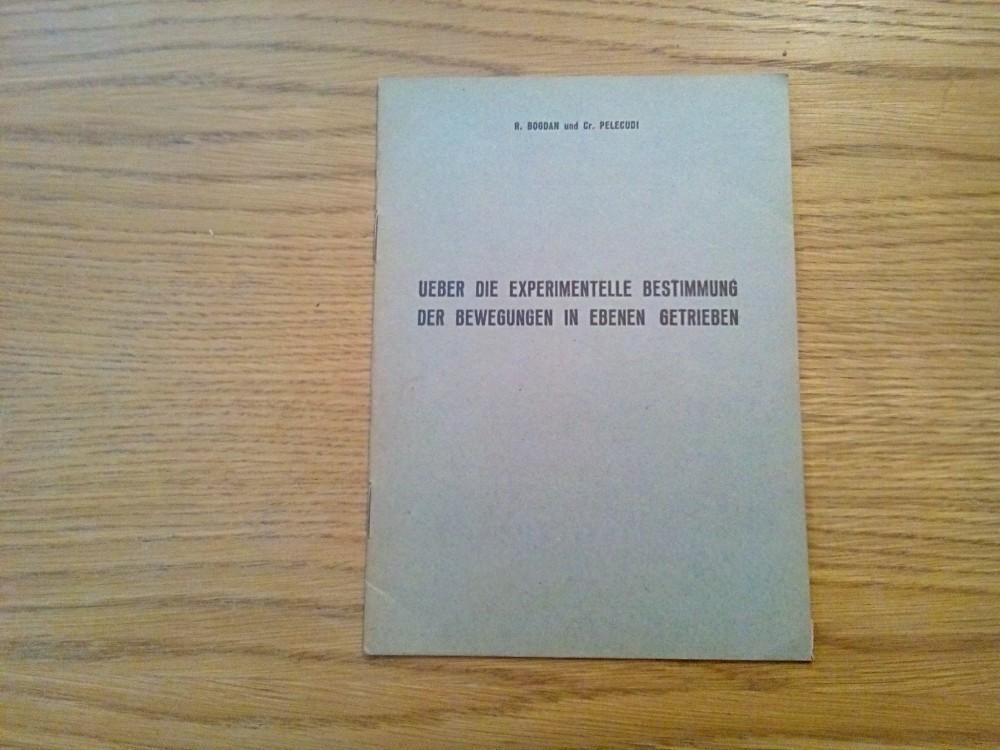 R. BOGDAN und Cr. PELECUDI
UEBER DIE EXPERIMENTELLE BESTIMMUNG
DER BEWEGUNGEN IN EBENEN GETRIEBEN